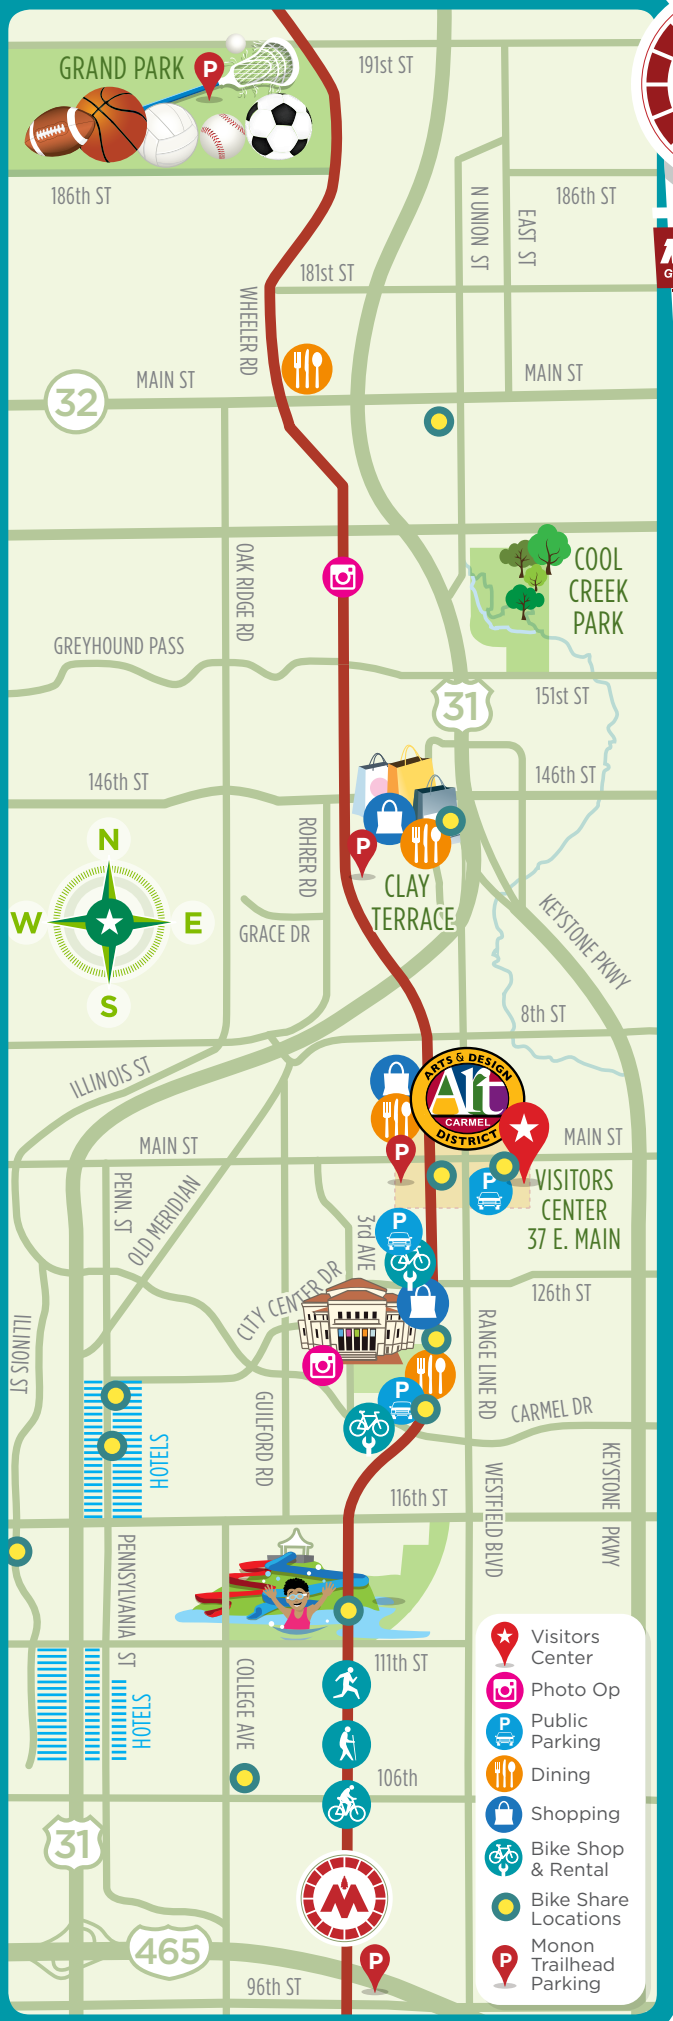 191st ST
GRAND PARK
P
186th ST
186th ST
N UNION ST
EAST ST
181st ST
WHEELER RD
MAIN ST
MAIN ST
32
OAK RIDGE RD
COOL
CREEK
PARK
GREYHOUND PASS
151st ST
31
146th ST
146th ST
ROHRER RD
P
CLAY
TERRACE
N
W
E
S
GRACE DR
KEYSTONE PKWY
8th ST
ILLINOIS ST
ARTS & DESIGN
Art
CARMEL
DISTRICT
MAIN ST
MAIN ST
P
P
VISITORS
CENTER
37 E. MAIN
PENN. ST
OLD MERIDIAN
3rd AVE
P
CITY CENTER DR
126th ST
ILLINOIS ST
RANGE LINE RD
P
CARMEL DR
GUILFORD RD
HOTELS
KEYSTONE PKWY
WESTFIELD BLVD
116th ST
PENNSYLVANIA ST
111th ST
COLLEGE AVE
HOTELS
106th
31
M
465
P
96th ST
Visitors
Center
Photo Op
P
Public
Parking
Dining
Shopping
Bike Shop
& Rental
Bike Share
Locations
P
Monon
Trailhead
Parking